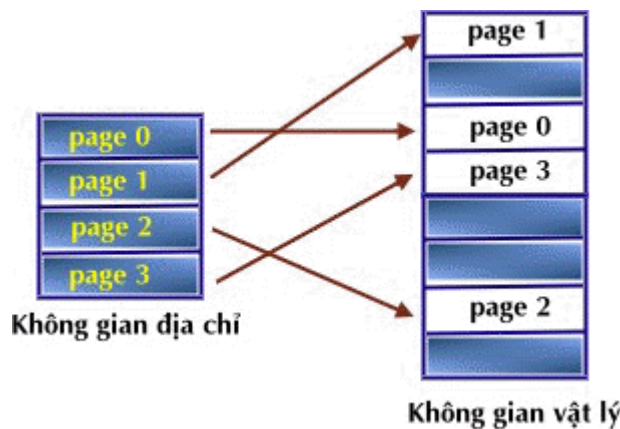 page 0
page 1
page 2
page 3
Không gian địa chỉ
page 1
page 0
page 3
page 2
Không gian vật lý